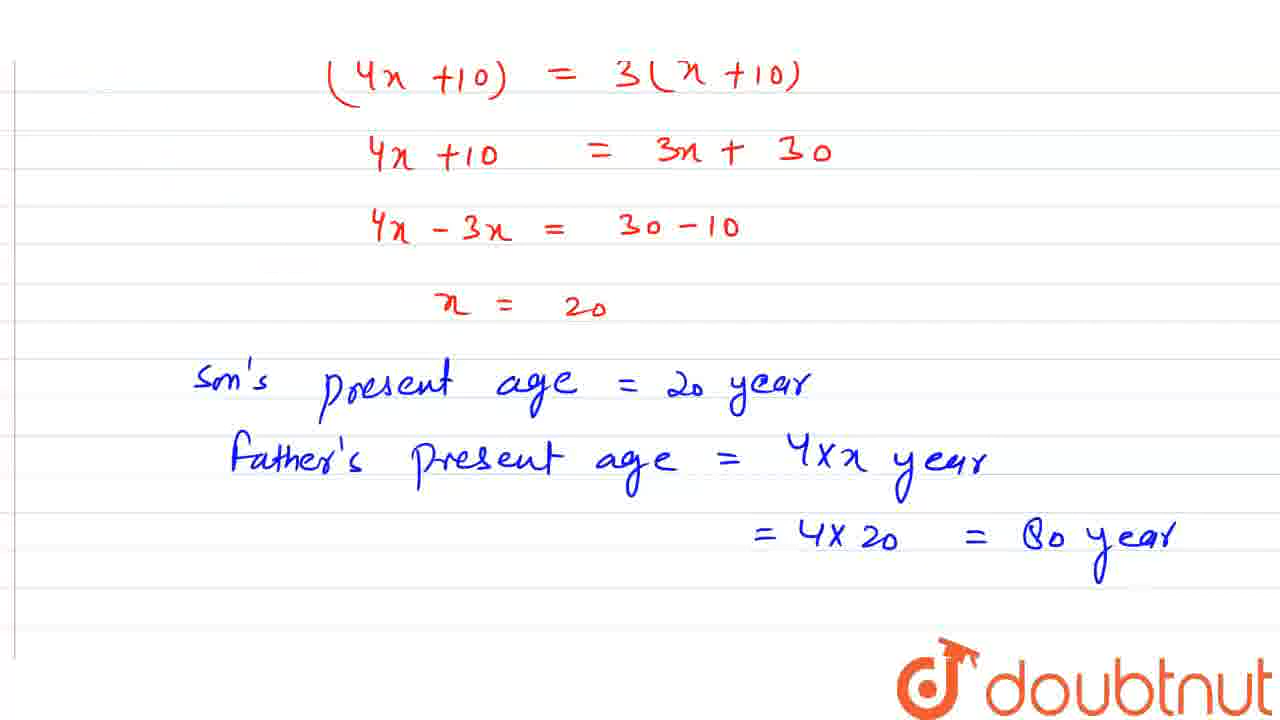 (4x + 10) = 3(x + 10)
4x + 10 = 3x + 30
4x - 3x = 30 - 10
x = 20
Son's present age = 20 year
Father's present age = 4 × x year
= 4 × 20 = 80 year
doubtnut